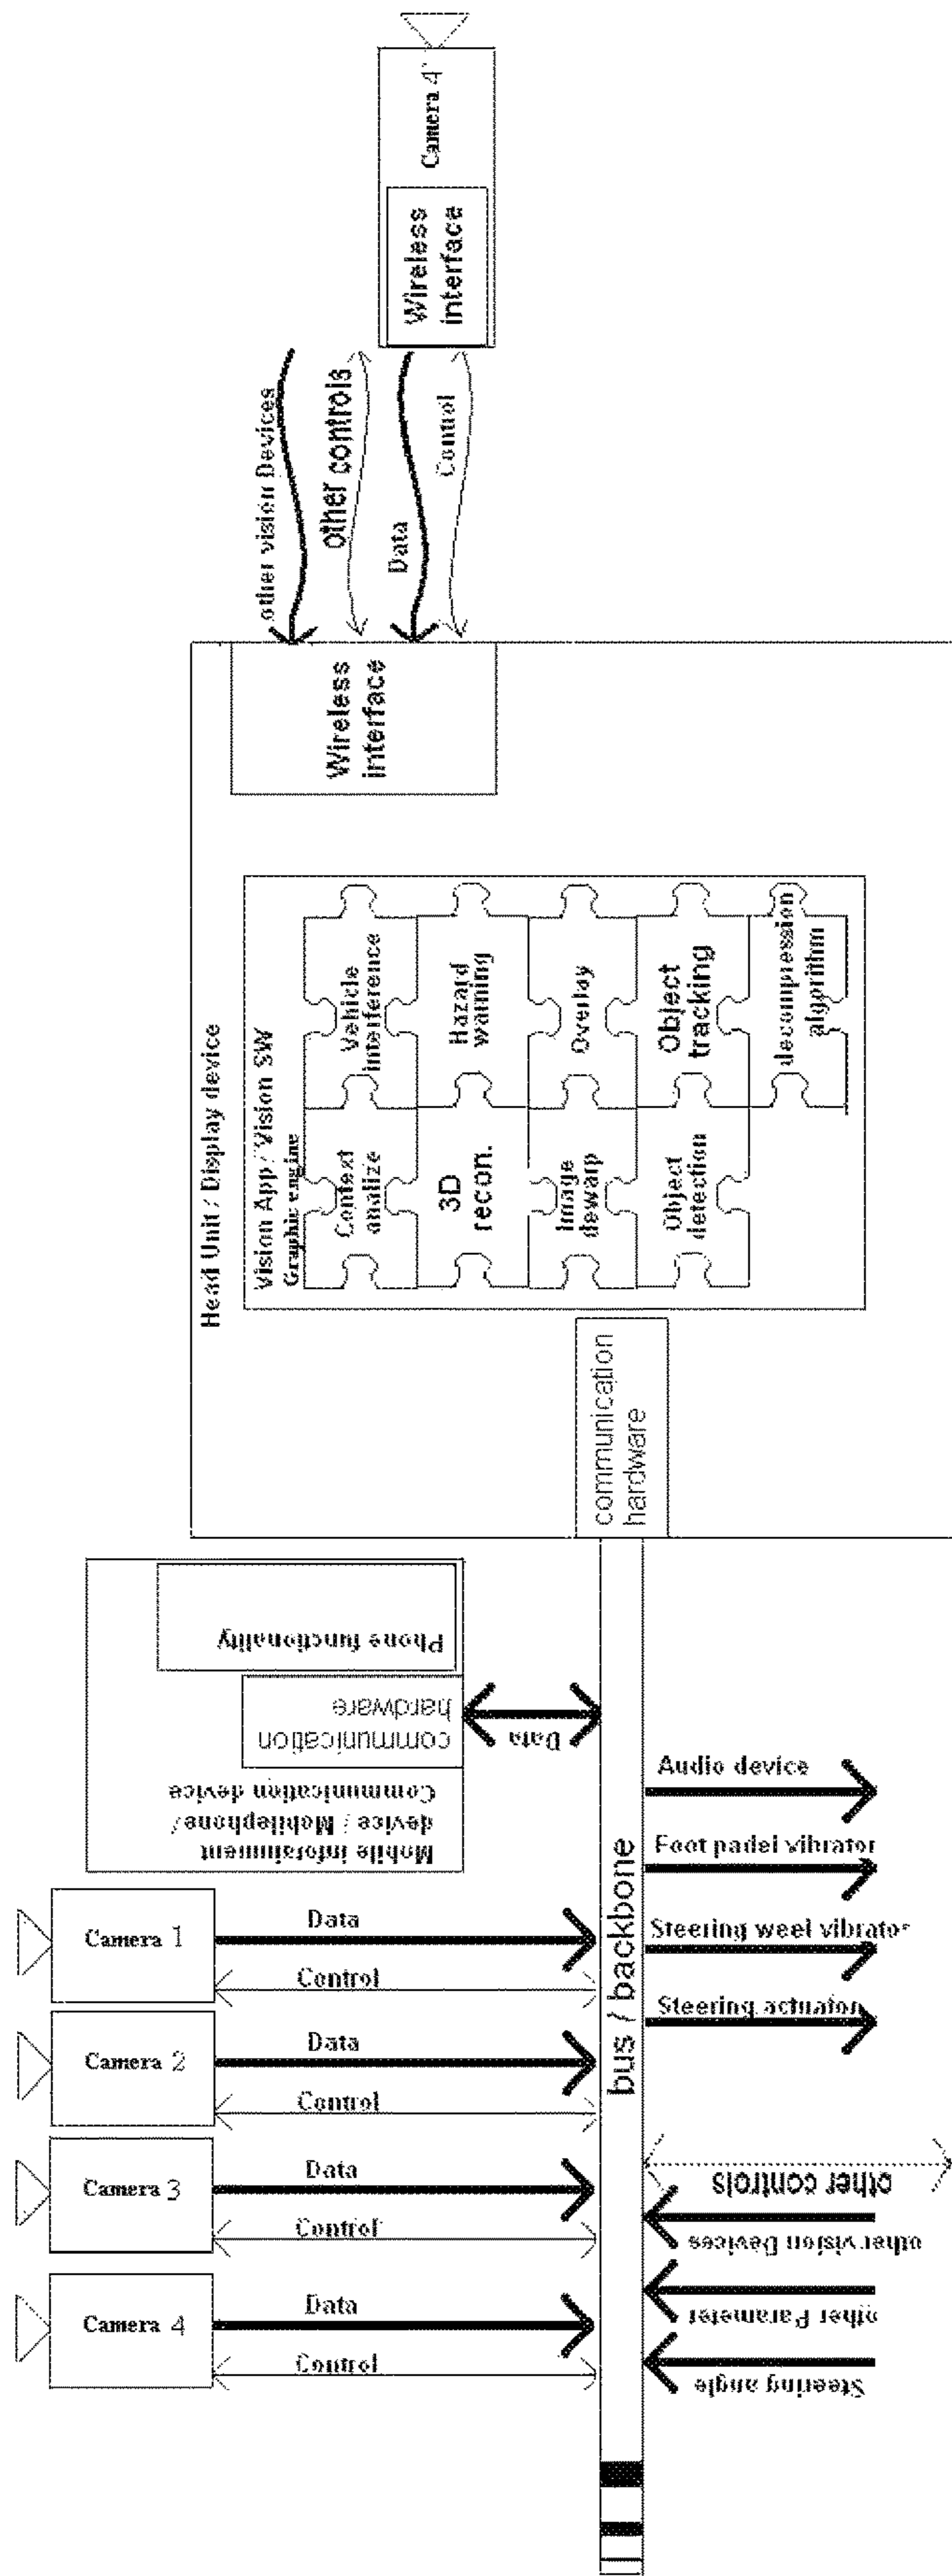 Camera 4'
Wireless
interface
other vision Devices
other controls
Data
Control
Wireless
interface
Head Unit / Display device
Vision App / Vision SW
Graphic engine
Context
analize
Vehicle
interference
3D
recon.
Hazard
warning
Image
dewarp
Overlay
Object
detection
Object
tracking
decompression
algorithm
communication
hardware
Mobile infotainment
device / Mobilephone/
Communication device
communication
hardware
Phone functionality
Data
bus / backbone
Camera 1
Data
Control
Camera 2
Data
Control
Camera 3
Data
Control
Camera 4
Data
Control
Audio device
Foot padel vibrator
Steering weel vibrator
Steering actuator
other controls
other vision Devices
other Parameter
Steering angle